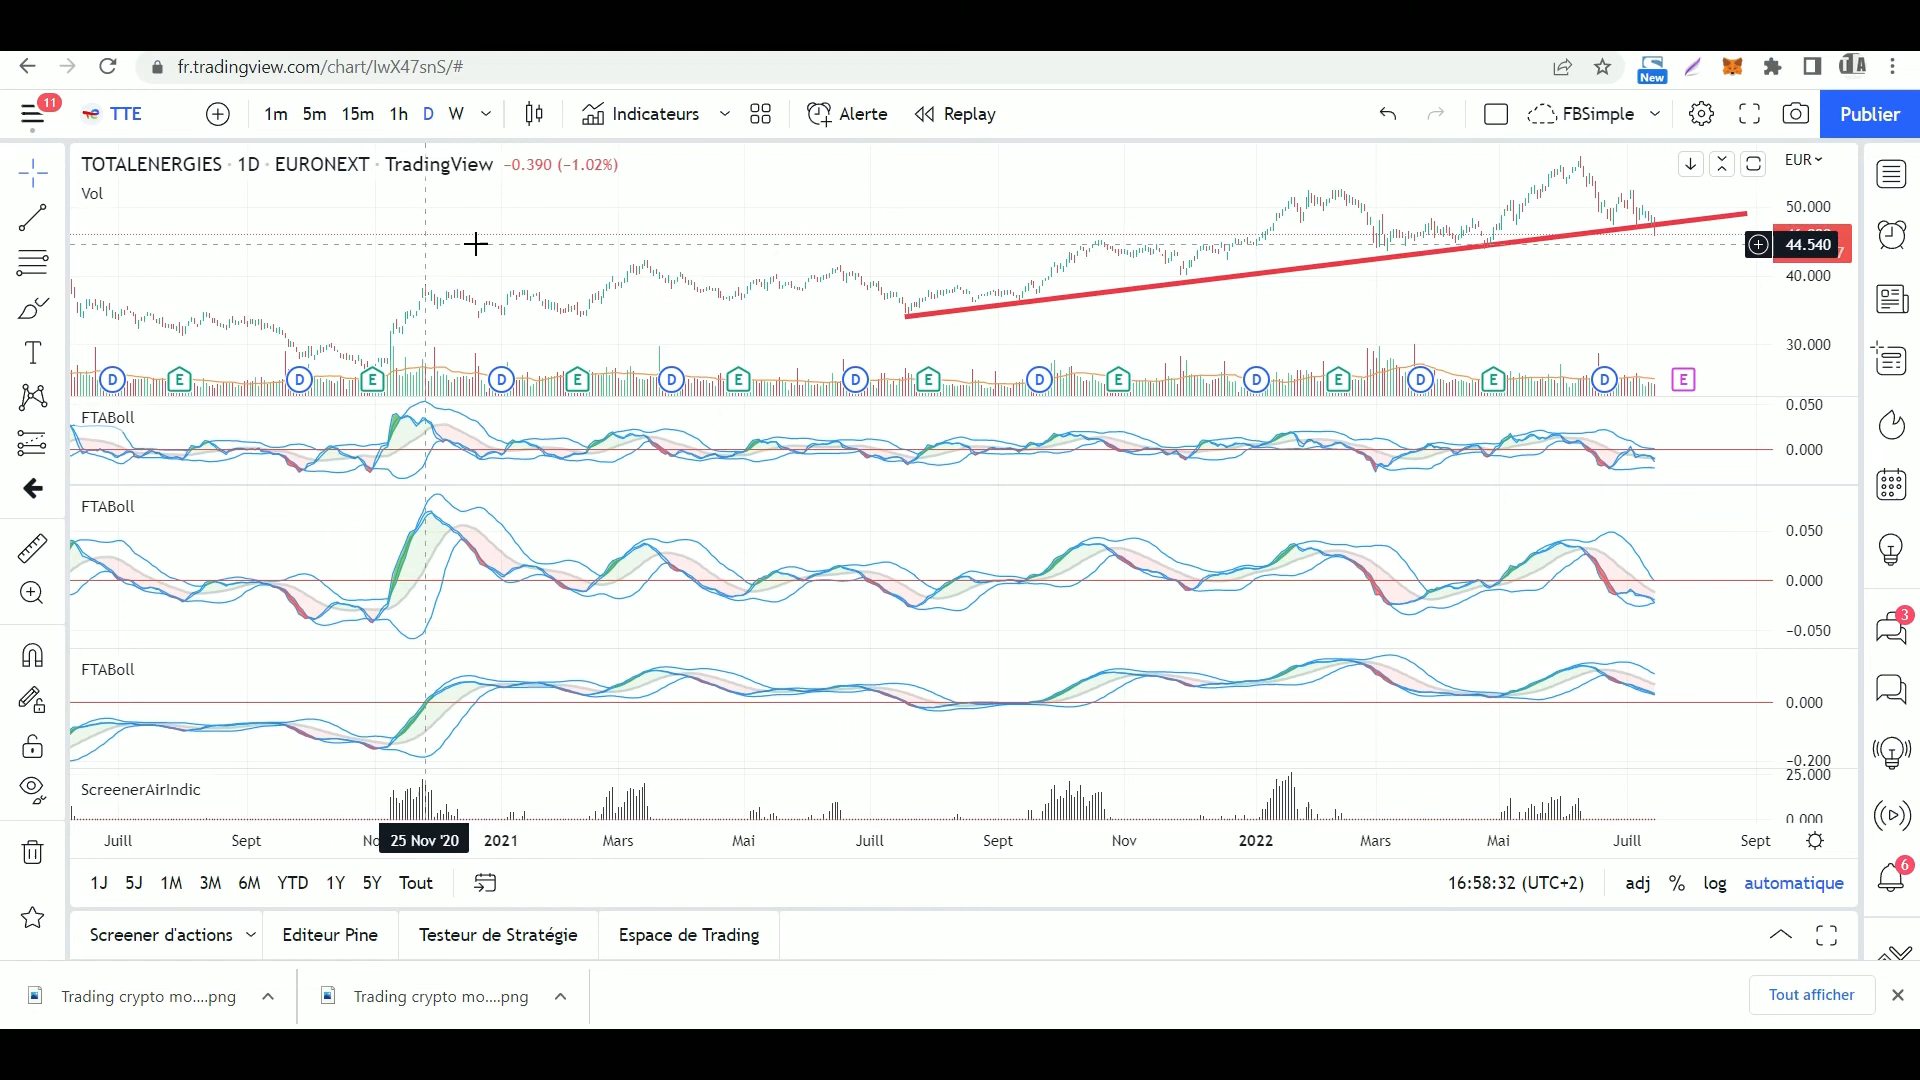 fr.tradingview.com/chart/IwX47snS/#
New
11
TTE
1m 5m 15m 1h D W
Indicateurs
Alerte
Replay
FBSimple
Publier
TOTALENERGIES · 1D · EURONEXT · TradingView −0.390 (−1.02%)
EUR
Vol
50.000
44.540
40.000
30.000
D E D E D E D E D E D E D E D E D E
FTABoll
0.050
0.000
FTABoll
0.050
0.000
−0.050
3
FTABoll
0.000
−0.200
ScreenerAirIndic
25.000
0.000
Juill Sept 25 Nov '20 2021 Mars Mai Juill Sept Nov 2022 Mars Mai Juill Sept
6
1J 5J 1M 3M 6M YTD 1Y 5Y Tout
16:58:32 (UTC+2)
adj % log automatique
Screener d'actions
Editeur Pine
Testeur de Stratégie
Espace de Trading
Trading crypto mo....png
Trading crypto mo....png
Tout afficher